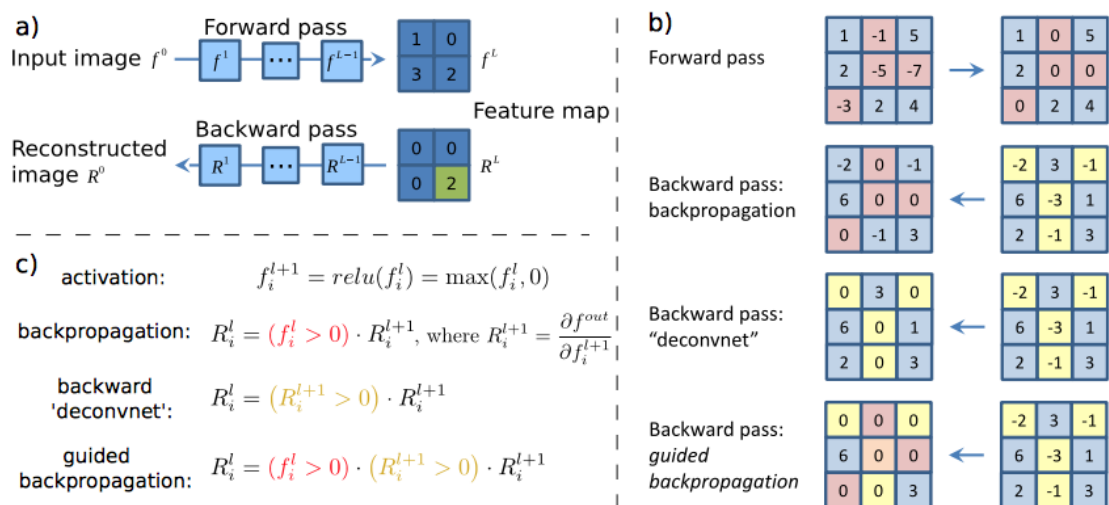 a)
Forward pass
Input image f⁰
f¹ ... f^{L-1}
1 0
3 2
f^L
Feature map
Backward pass
Reconstructed
image R⁰
R¹ ... R^{L-1}
0 0
0 2
R^L
c)
activation: f_i^{l+1} = relu(f_i^l) = max(f_i^l, 0)
backpropagation: R_i^l = (f_i^l > 0) · R_i^{l+1}, where R_i^{l+1} = ∂f^{out} / ∂f_i^{l+1}
backward
'deconvnet': R_i^l = (R_i^{l+1} > 0) · R_i^{l+1}
guided
backpropagation: R_i^l = (f_i^l > 0) · (R_i^{l+1} > 0) · R_i^{l+1}
b)
Forward pass
1 -1 5
2 -5 -7
-3 2 4
1 0 5
2 0 0
0 2 4
Backward pass:
backpropagation
-2 0 -1
6 0 0
0 -1 3
-2 3 -1
6 -3 1
2 -1 3
Backward pass:
“deconvnet”
0 3 0
6 0 1
2 0 3
-2 3 -1
6 -3 1
2 -1 3
Backward pass:
guided
backpropagation
0 0 0
6 0 0
0 0 3
-2 3 -1
6 -3 1
2 -1 3